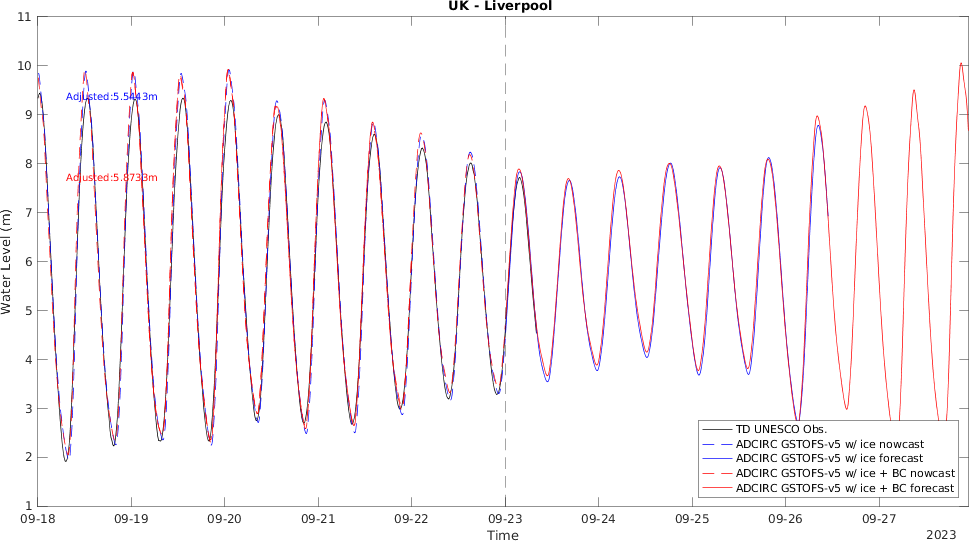 UK - Liverpool
11
10
9
8
7
6
5
4
3
2
1
Water Level (m)
Adjusted:5.5443m
Adjusted:5.8733m
TD UNESCO Obs.
ADCIRC GSTOFS-v5 w/ ice nowcast
ADCIRC GSTOFS-v5 w/ ice forecast
ADCIRC GSTOFS-v5 w/ ice + BC nowcast
ADCIRC GSTOFS-v5 w/ ice + BC forecast
09-18 09-19 09-20 09-21 09-22 09-23 09-24 09-25 09-26 09-27
Time
2023